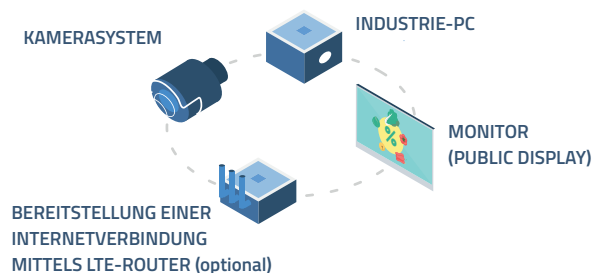 KAMERASYSTEM
INDUSTRIE-PC
MONITOR
(PUBLIC DISPLAY)
%
BEREITSTELLUNG EINER
INTERNETVERBINDUNG
MITTELS LTE-ROUTER (optional)